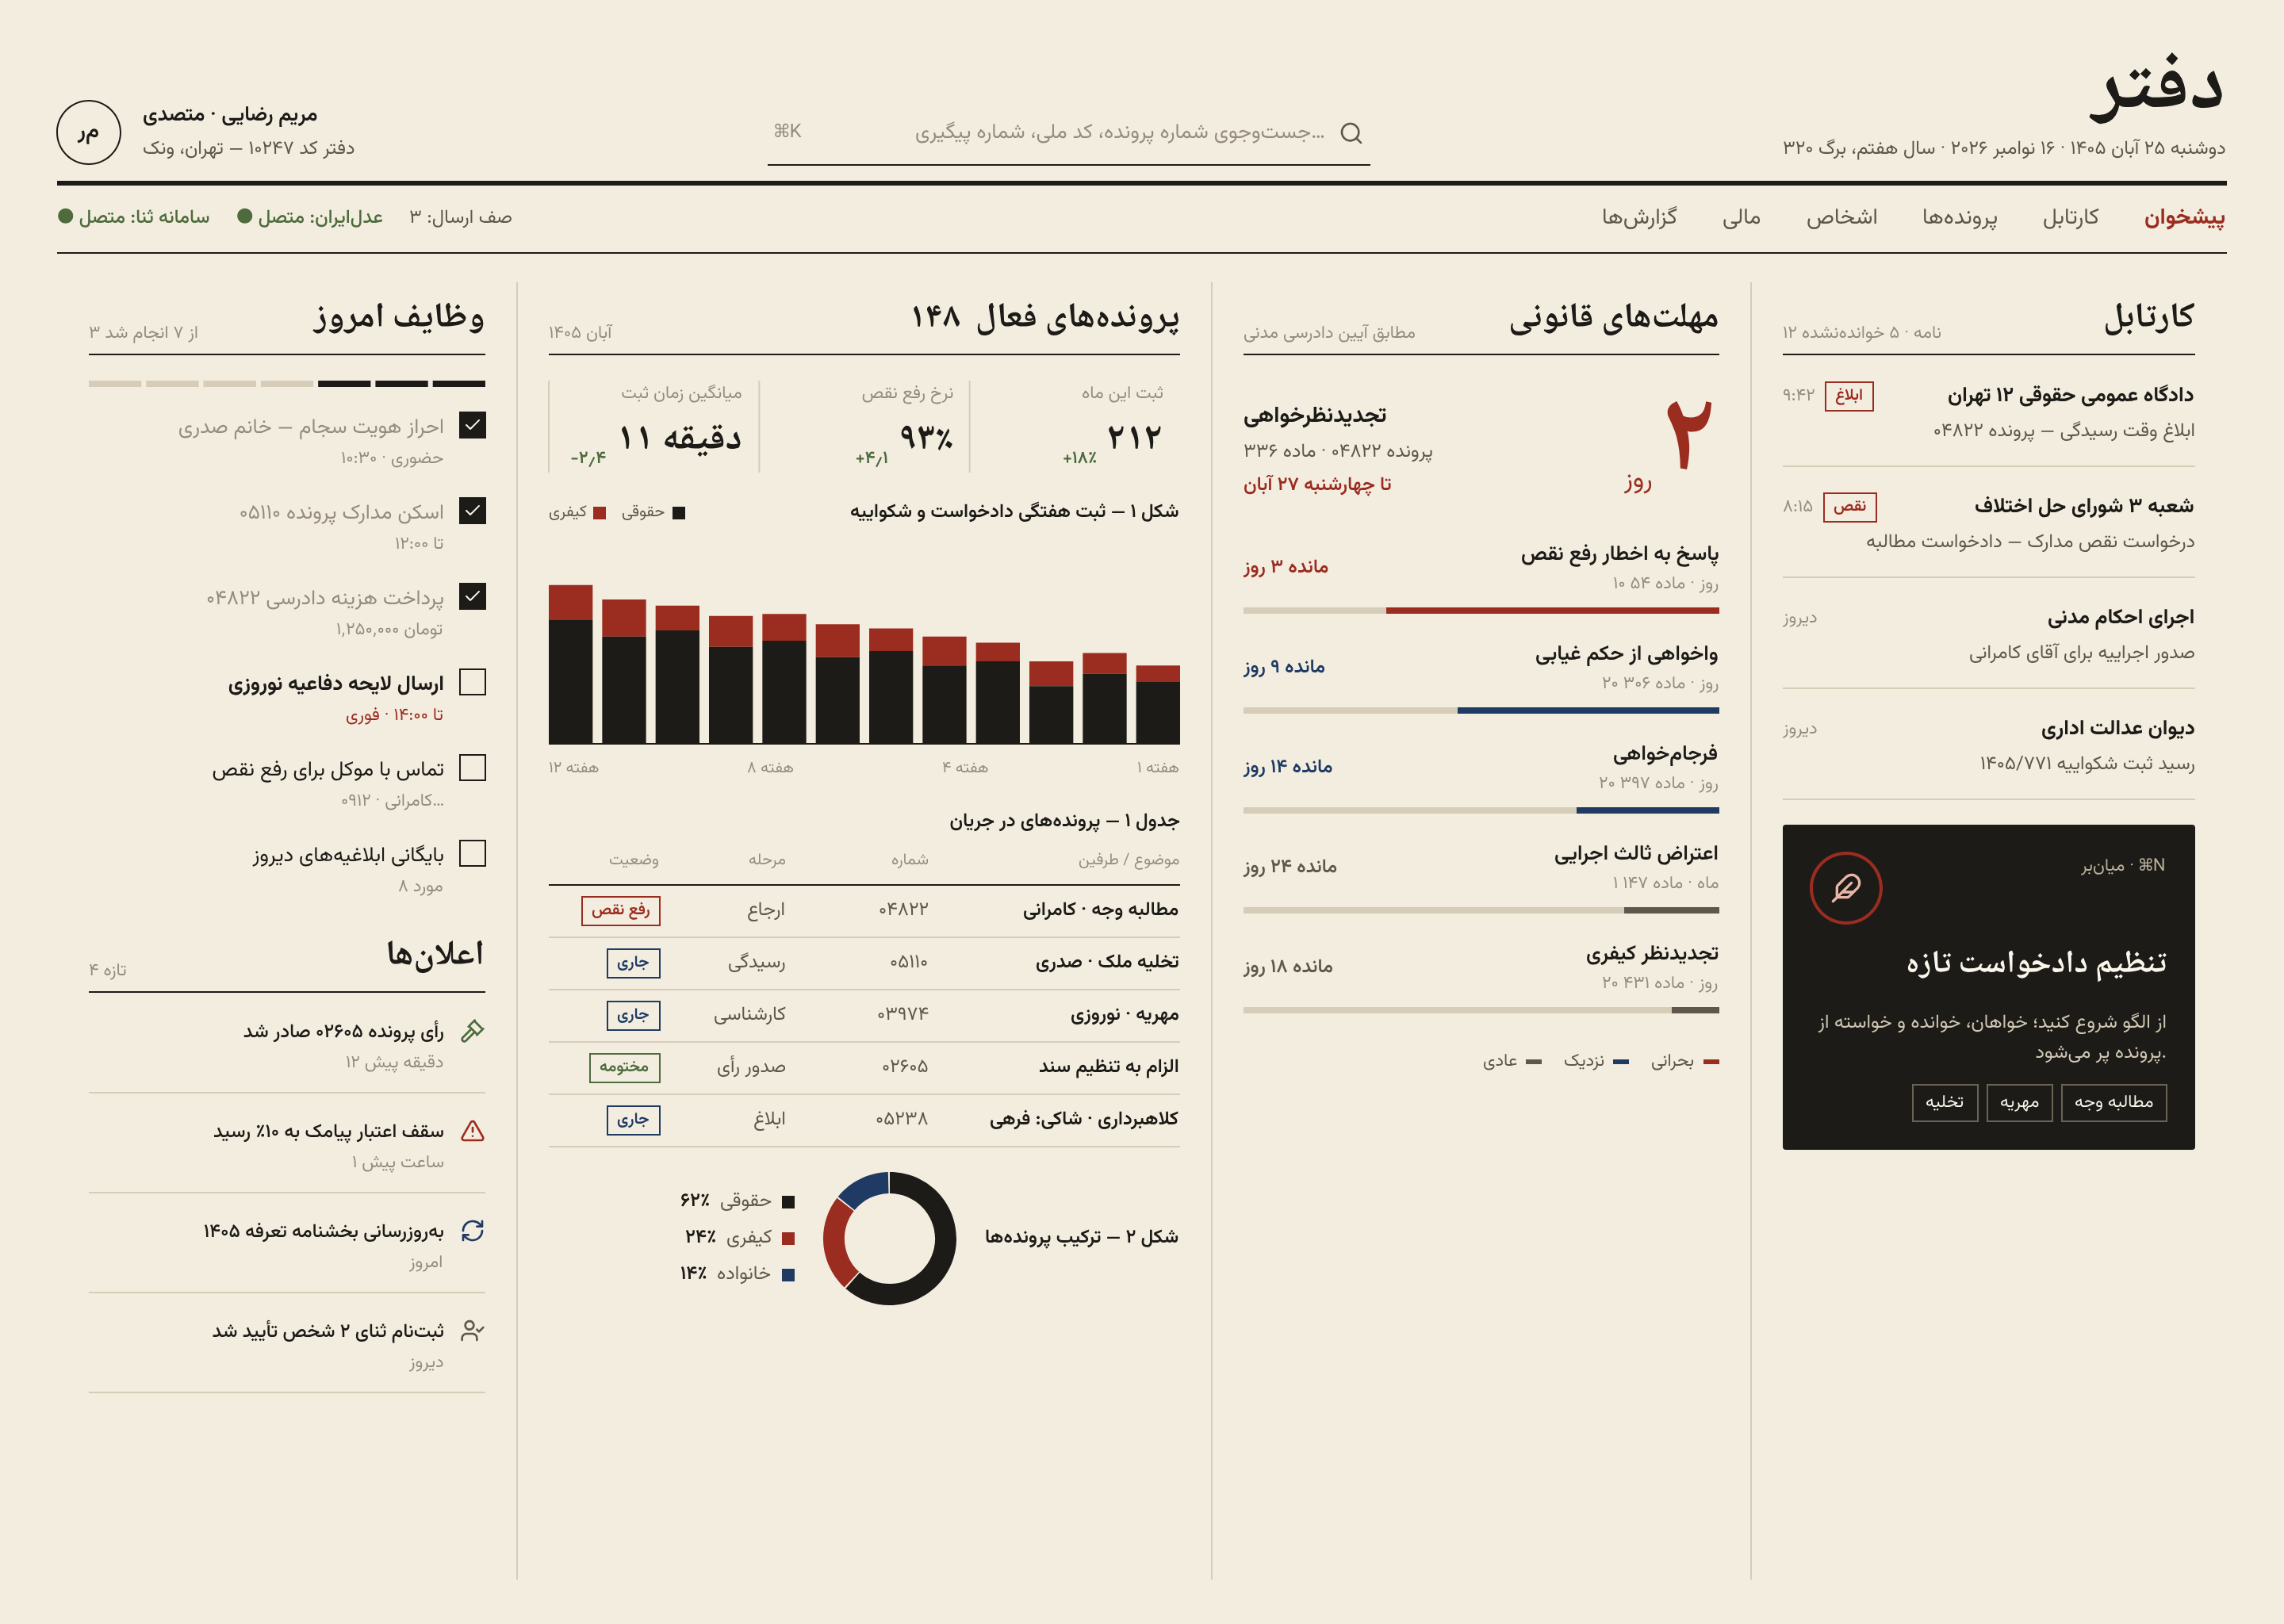 دفتر
دوشنبه ۲۵ آبان ۱۴۰۵ · ۱۶ نوامبر ۲۰۲۶ · سال هفتم، برگ ۳۲۰
جست‌وجوی شماره پرونده، کد ملی، شماره پیگیری...
⌘K
مریم رضایی · متصدی
دفتر کد ۱۰۲۴۷ — تهران، ونک
م‌ر
پیشخوان
کارتابل
پرونده‌ها
اشخاص
مالی
گزارش‌ها
صف ارسال: ۳
عدل‌ایران: متصل
سامانه ثنا: متصل
کارتابل
۱۲ نامه · ۵ خوانده‌نشده
دادگاه عمومی حقوقی ۱۲ تهران
ابلاغ
۹:۴۲
ابلاغ وقت رسیدگی — پرونده ۰۴۸۲۲
شعبه ۳ شورای حل اختلاف
نقص
۸:۱۵
درخواست نقص مدارک — دادخواست مطالبه
اجرای احکام مدنی
دیروز
صدور اجراییه برای آقای کامرانی
دیوان عدالت اداری
دیروز
رسید ثبت شکواییه ۱۴۰۵/۷۷۱
میان‌بر · ⌘N
تنظیم دادخواست تازه
از الگو شروع کنید؛ خواهان، خوانده و خواسته از
پرونده پر می‌شود.
مطالبه وجه
مهریه
تخلیه
مهلت‌های قانونی
مطابق آیین دادرسی مدنی
۲
روز
تجدیدنظرخواهی
پرونده ۰۴۸۲۲ · ماده ۳۳۶
تا چهارشنبه ۲۷ آبان
پاسخ به اخطار رفع نقص
۱۰ روز · ماده ۵۴
۳ روز مانده
واخواهی از حکم غیابی
۲۰ روز · ماده ۳۰۶
۹ روز مانده
فرجام‌خواهی
۲۰ روز · ماده ۳۹۷
۱۴ روز مانده
اعتراض ثالث اجرایی
۱ ماه · ماده ۱۴۷
۲۴ روز مانده
تجدیدنظر کیفری
۲۰ روز · ماده ۴۳۱
۱۸ روز مانده
بحرانی
نزدیک
عادی
پرونده‌های فعال ۱۴۸
آبان ۱۴۰۵
ثبت این ماه
۲۱۲
+۱۸٪
نرخ رفع نقص
۹۳٪
+۴٫۱
میانگین زمان ثبت
۱۱ دقیقه
-۲٫۴
شکل ۱ — ثبت هفتگی دادخواست و شکواییه
حقوقی
کیفری
هفته ۱
هفته ۴
هفته ۸
هفته ۱۲
جدول ۱ — پرونده‌های در جریان
موضوع / طرفین
شماره
مرحله
وضعیت
مطالبه وجه · کامرانی
۰۴۸۲۲
ارجاع
رفع نقص
تخلیه ملک · صدری
۰۵۱۱۰
رسیدگی
جاری
مهریه · نوروزی
۰۳۹۷۴
کارشناسی
جاری
الزام به تنظیم سند
۰۲۶۰۵
صدور رأی
مختومه
کلاهبرداری · شاکی: فرهی
۰۵۲۳۸
ابلاغ
جاری
شکل ۲ — ترکیب پرونده‌ها
حقوقی ۶۲٪
کیفری ۲۴٪
خانواده ۱۴٪
وظایف امروز
۳ از ۷ انجام شد
احراز هویت سجام — خانم صدری
حضوری · ۱۰:۳۰
اسکن مدارک پرونده ۰۵۱۱۰
تا ۱۲:۰۰
پرداخت هزینه دادرسی ۰۴۸۲۲
۱,۲۵۰,۰۰۰ تومان
ارسال لایحه دفاعیه نوروزی
تا ۱۴:۰۰ · فوری
تماس با موکل برای رفع نقص
کامرانی · ۰۹۱۲...
بایگانی ابلاغیه‌های دیروز
۸ مورد
اعلان‌ها
۴ تازه
رأی پرونده ۰۲۶۰۵ صادر شد
۱۲ دقیقه پیش
سقف اعتبار پیامک به ۱۰٪ رسید
۱ ساعت پیش
به‌روزرسانی بخشنامه تعرفه ۱۴۰۵
امروز
ثبت‌نام ثنای ۲ شخص تأیید شد
دیروز